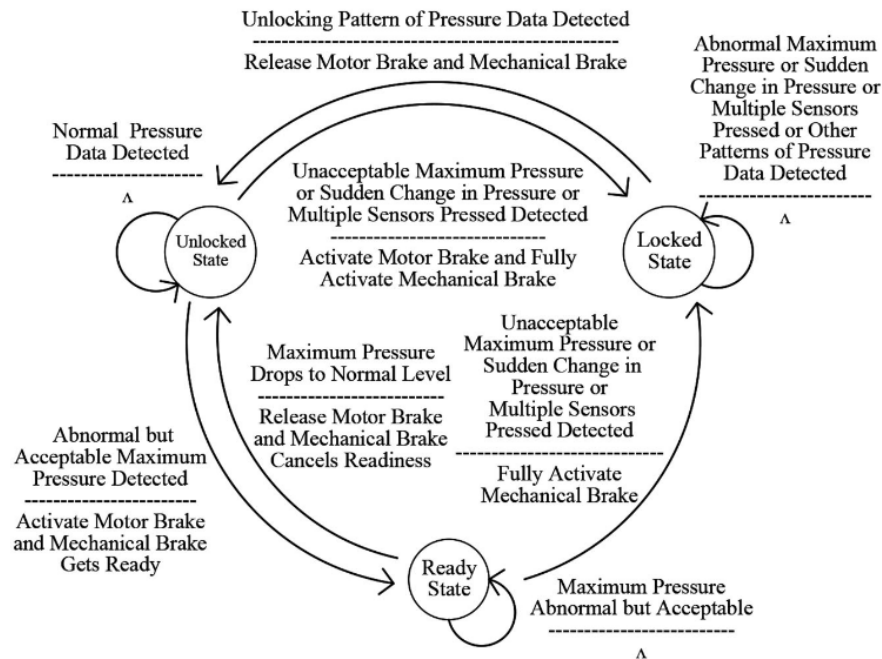 Unlocking Pattern of Pressure Data Detected
Release Motor Brake and Mechanical Brake
Abnormal Maximum
Pressure or Sudden
Change in Pressure or
Multiple Sensors
Pressed or Other
Patterns of Pressure
Data Detected
Λ
Normal Pressure
Data Detected
Λ
Unacceptable Maximum Pressure
or Sudden Change in Pressure or
Multiple Sensors Pressed Detected
Activate Motor Brake and Fully
Activate Mechanical Brake
Unlocked
State
Locked
State
Maximum Pressure
Drops to Normal Level
Release Motor Brake
and Mechanical Brake
Cancels Readiness
Unacceptable
Maximum Pressure or
Sudden Change in
Pressure or
Multiple Sensors
Pressed Detected
Fully Activate
Mechanical Brake
Abnormal but
Acceptable Maximum
Pressure Detected
Activate Motor Brake
and Mechanical Brake
Gets Ready
Ready
State
Maximum Pressure
Abnormal but Acceptable
Λ